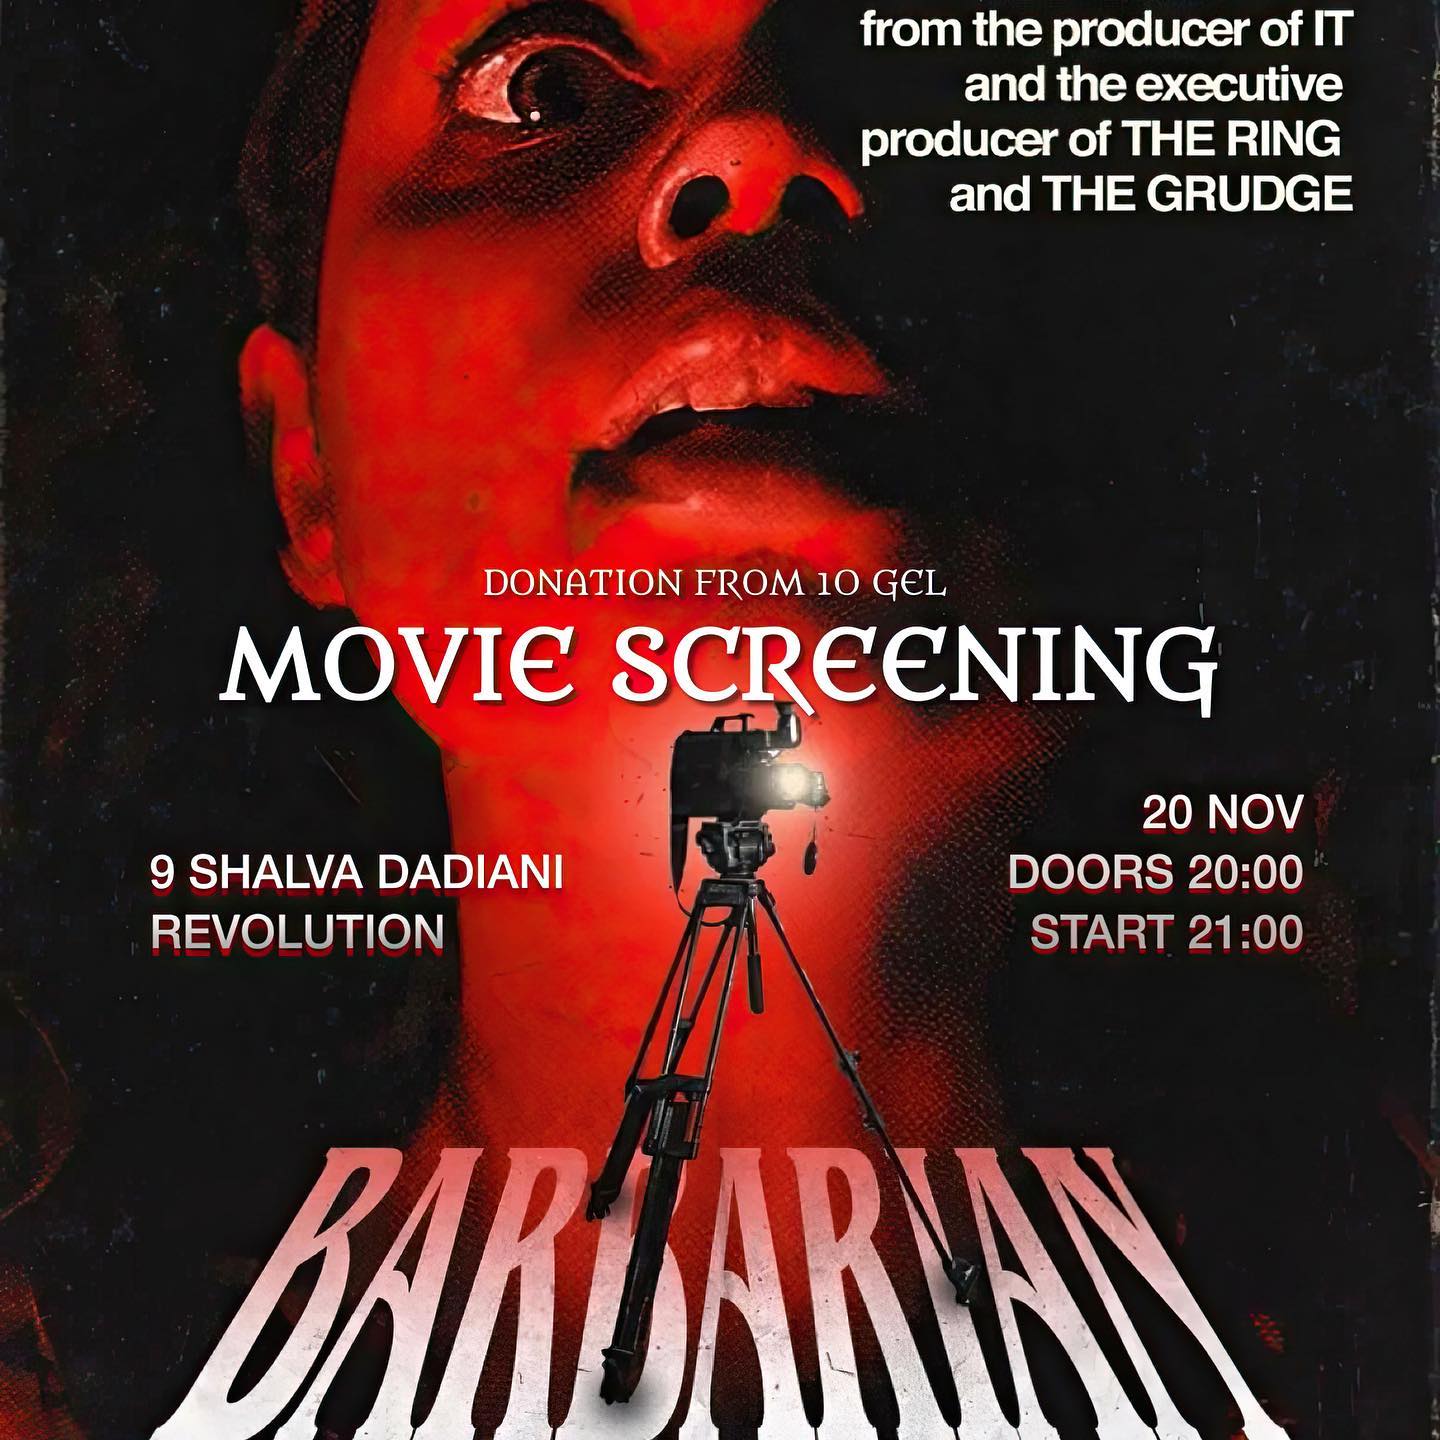 from the producer of IT
and the executive
producer of THE RING
and THE GRUDGE
DONATION FROM 10 GEL
MOVIE SCREENING
9 SHALVA DADIANI
REVOLUTION
20 NOV
DOORS 20:00
START 21:00
BARBARIAN